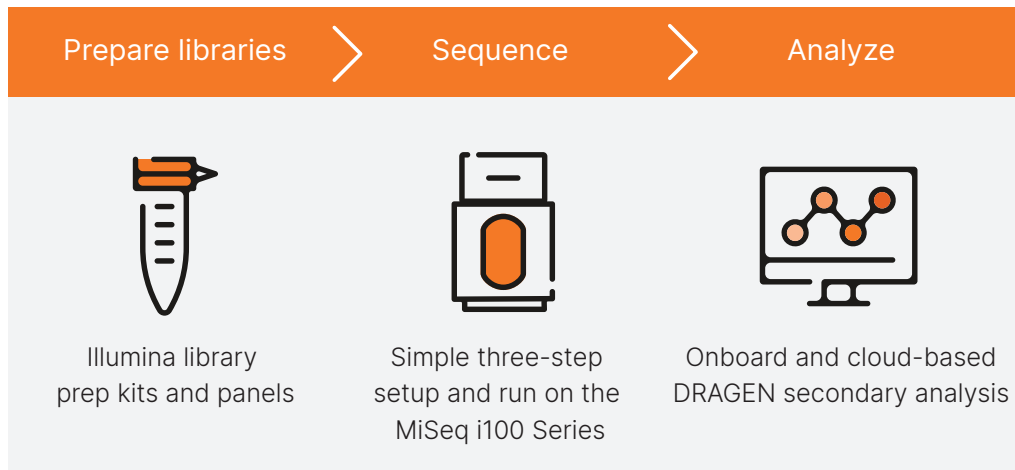 Prepare libraries
Sequence
Analyze
Illumina library
prep kits and panels
Simple three-step
setup and run on the
MiSeq i100 Series
Onboard and cloud-based
DRAGEN secondary analysis